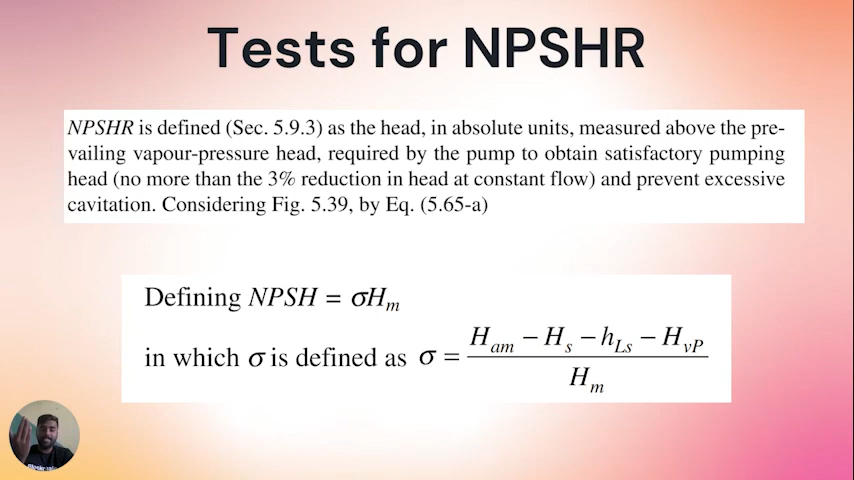 Tests for NPSHR
NPSHR is defined (Sec. 5.9.3) as the head, in absolute units, measured above the pre-
vailing vapour-pressure head, required by the pump to obtain satisfactory pumping
head (no more than the 3% reduction in head at constant flow) and prevent excessive
cavitation. Considering Fig. 5.39, by Eq. (5.65-a)
Defining NPSH = σHₘ
in which σ is defined as σ = (H_am − H_s − h_Ls − H_vP) / H_m